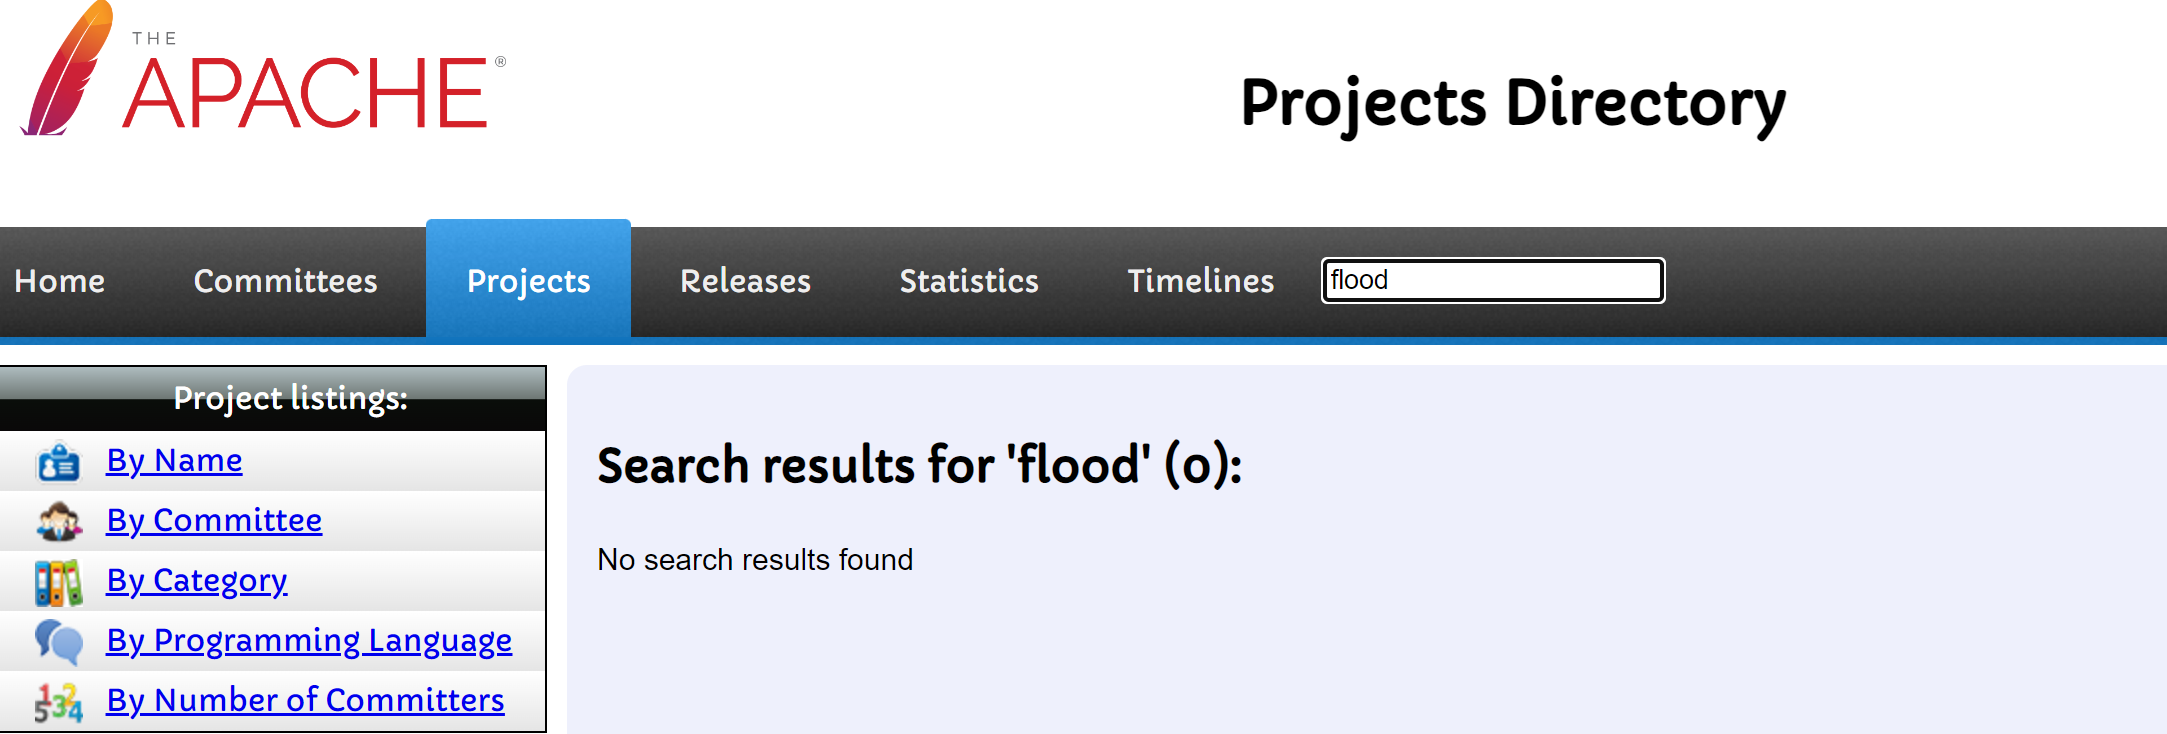 THE
APACHE®
Projects Directory
Home Committees Projects Releases Statistics Timelines flood
Project listings:
By Name
By Committee
By Category
By Programming Language
By Number of Committers
Search results for 'flood' (0):
No search results found